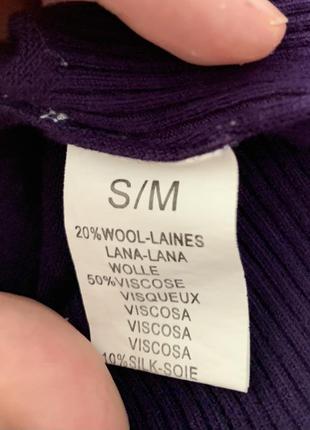 S/M
20%WOOL-LAINES
LANA-LANA
WOLLE
50%VISCOSE
VISQUEUX
VISCOSA
VISCOSA
VISCOSA
10%SILK-SOIE